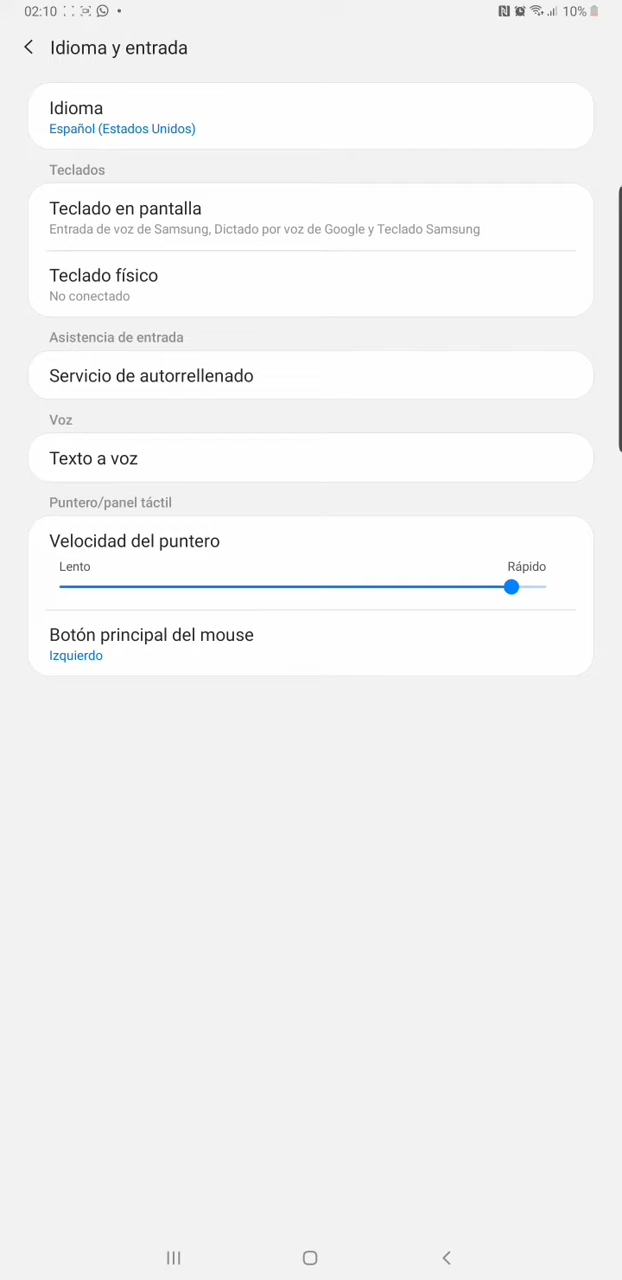 02:10 10%
Idioma y entrada
Idioma
Español (Estados Unidos)
Teclados
Teclado en pantalla
Entrada de voz de Samsung, Dictado por voz de Google y Teclado Samsung
Teclado físico
No conectado
Asistencia de entrada
Servicio de autorrellenado
Voz
Texto a voz
Puntero/panel táctil
Velocidad del puntero
Lento Rápido
Botón principal del mouse
Izquierdo